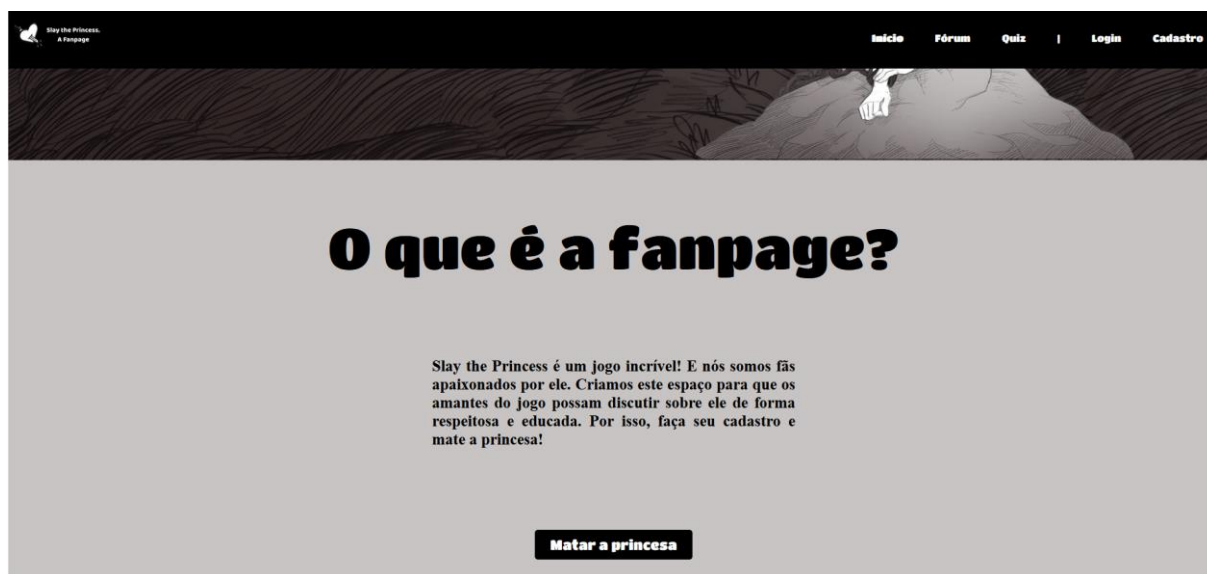 Slay the Princess.
A Fanpage
Início Fórum Quiz | Login Cadastro
O que é a fanpage?
Slay the Princess é um jogo incrível! E nós somos fãs
apaixonados por ele. Criamos este espaço para que os
amantes do jogo possam discutir sobre ele de forma
respeitosa e educada. Por isso, faça seu cadastro e
mate a princesa!
Matar a princesa